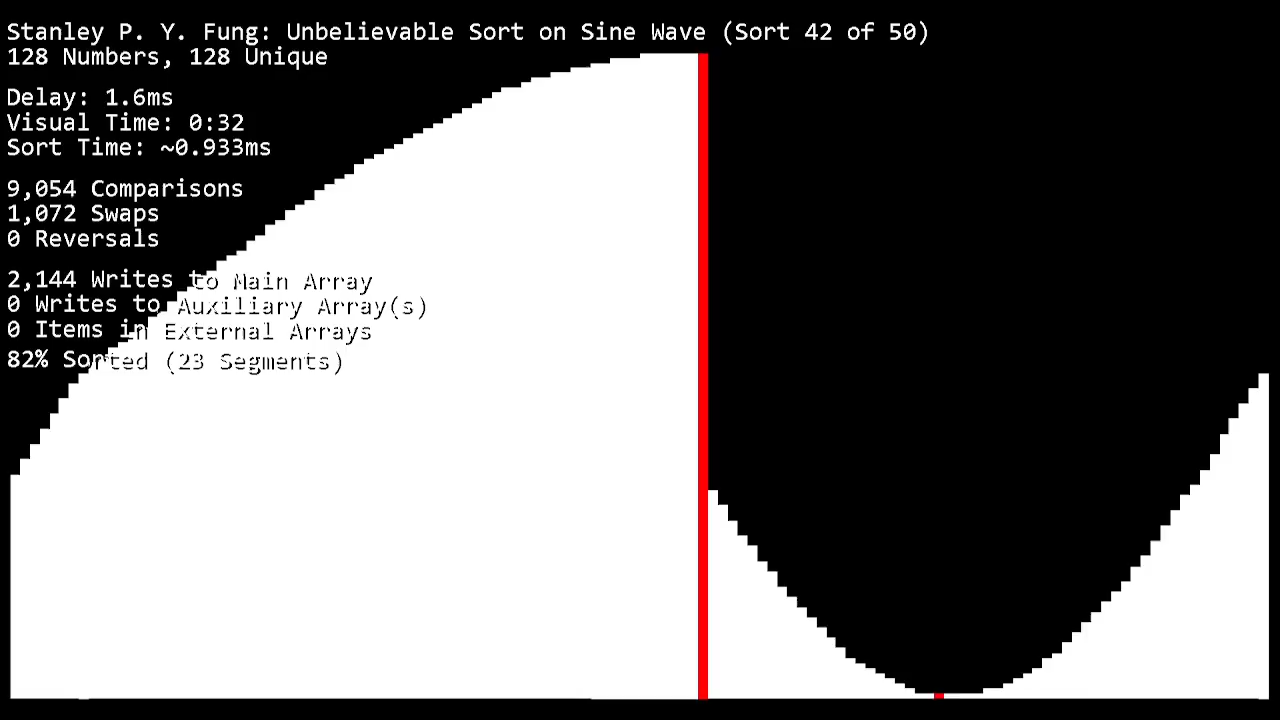 Stanley P. Y. Fung: Unbelievable Sort on Sine Wave (Sort 42 of 50)
128 Numbers, 128 Unique
Delay: 1.6ms
Visual Time: 0:32
Sort Time: ~0.933ms
9,054 Comparisons
1,072 Swaps
0 Reversals
2,144 Writes to Main Array
0 Writes to Auxiliary Array(s)
0 Items in External Arrays
82% Sorted (23 Segments)